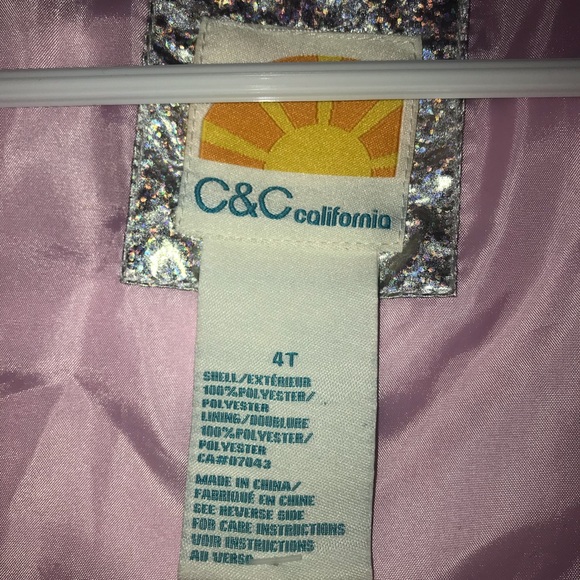 C&C california
4T
SHELL/EXTÉRIEUR
100%POLYESTER/
POLYESTER
LINING/DOUBLURE
100%POLYESTER/
POLYESTER
CA#07043
MADE IN CHINA/
FABRIQUÉ EN CHINE
SEE REVERSE SIDE
FOR CARE INSTRUCTIONS
VOIR INSTRUCTIONS
AU VERSO